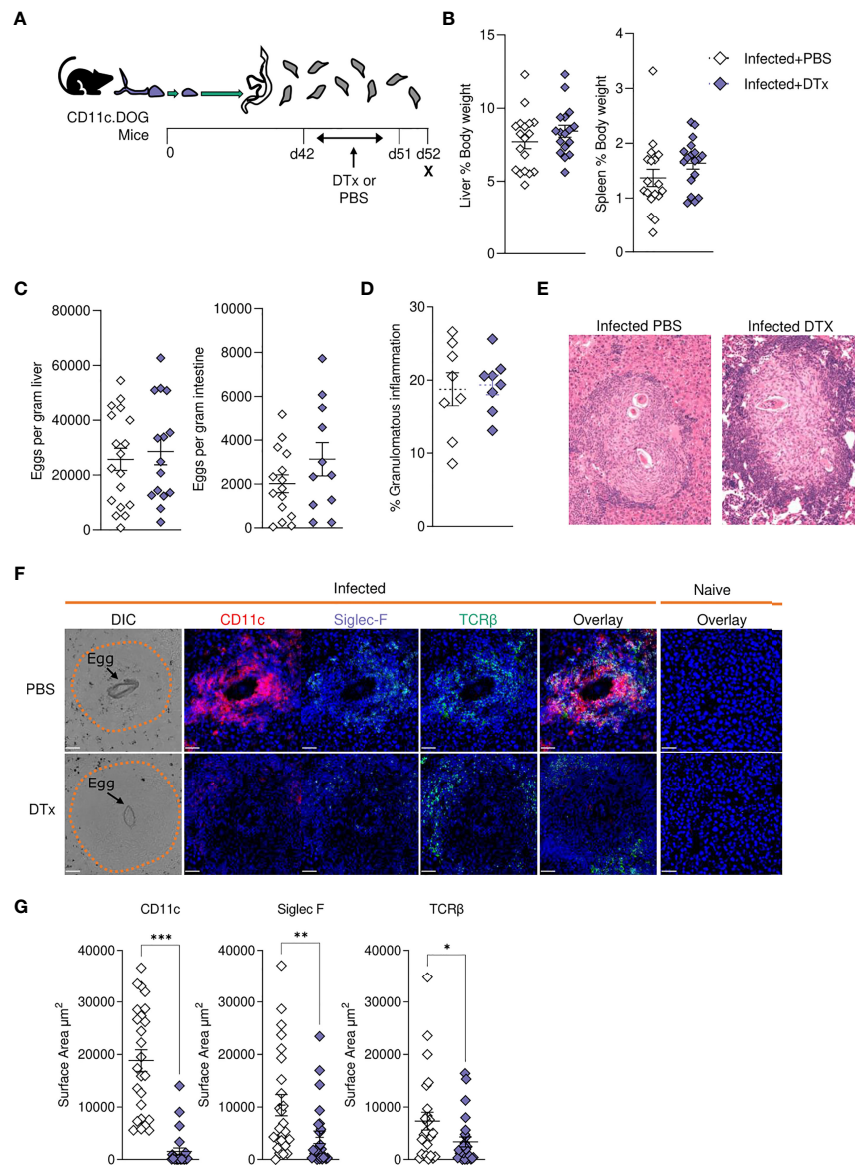 A
CD11c.DOG
Mice
0
d42
d51
d52
X
DTx or
PBS
B
Infected+PBS
Infected+DTx
Liver % Body weight
15
10
5
0
Spleen % Body weight
4
3
2
1
0
C
Eggs per gram liver
80000
60000
40000
20000
0
Eggs per gram intestine
10000
8000
6000
4000
2000
0
D
% Granulomatous inflammation
30
20
10
0
E
Infected PBS
Infected DTX
F
Infected
Naive
DIC
CD11c
Siglec-F
TCRβ
Overlay
Overlay
PBS
Egg
DTx
Egg
G
CD11c
Surface Area µm²
40000
30000
20000
10000
0
***
Siglec F
Surface Area µm²
40000
30000
20000
10000
0
**
TCRβ
Surface Area µm²
40000
30000
20000
10000
0
*